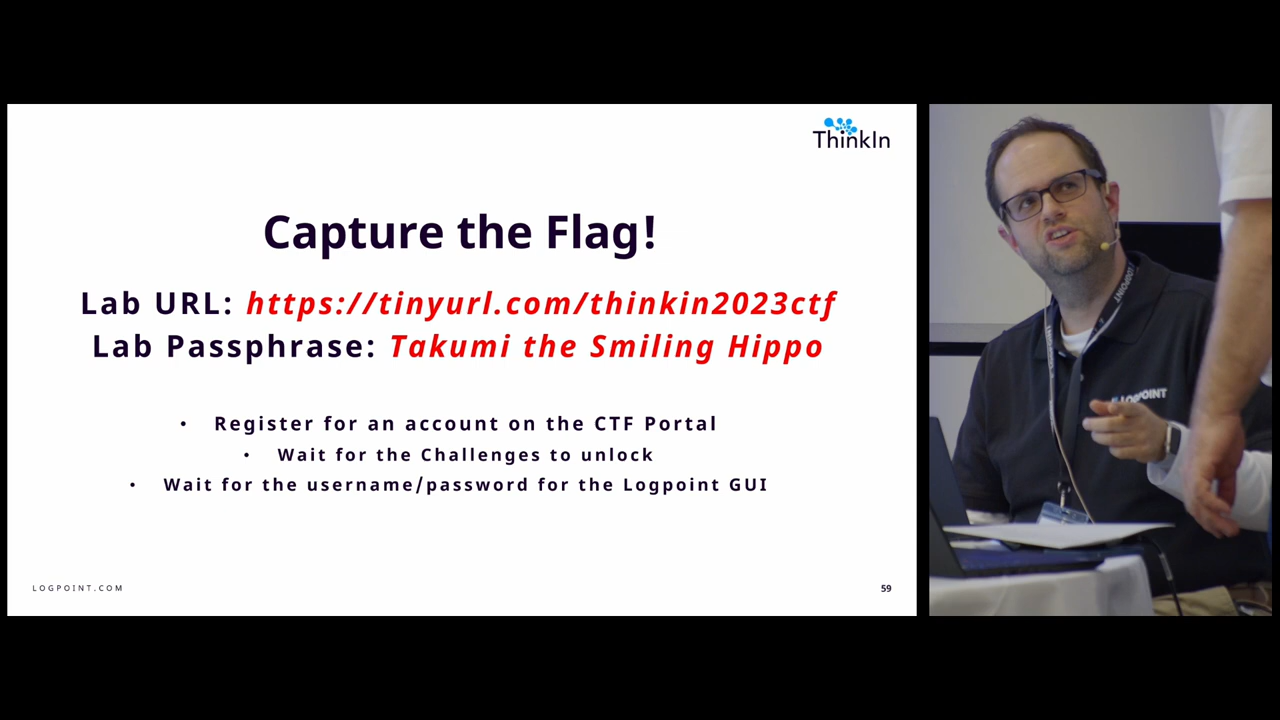 ThinkIn
Capture the Flag!
Lab URL: https://tinyurl.com/thinkin2023ctf
Lab Passphrase: Takumi the Smiling Hippo
• Register for an account on the CTF Portal
• Wait for the Challenges to unlock
• Wait for the username/password for the Logpoint GUI
LOGPOINT.COM
59
LOGPOINT
LOGPOINT